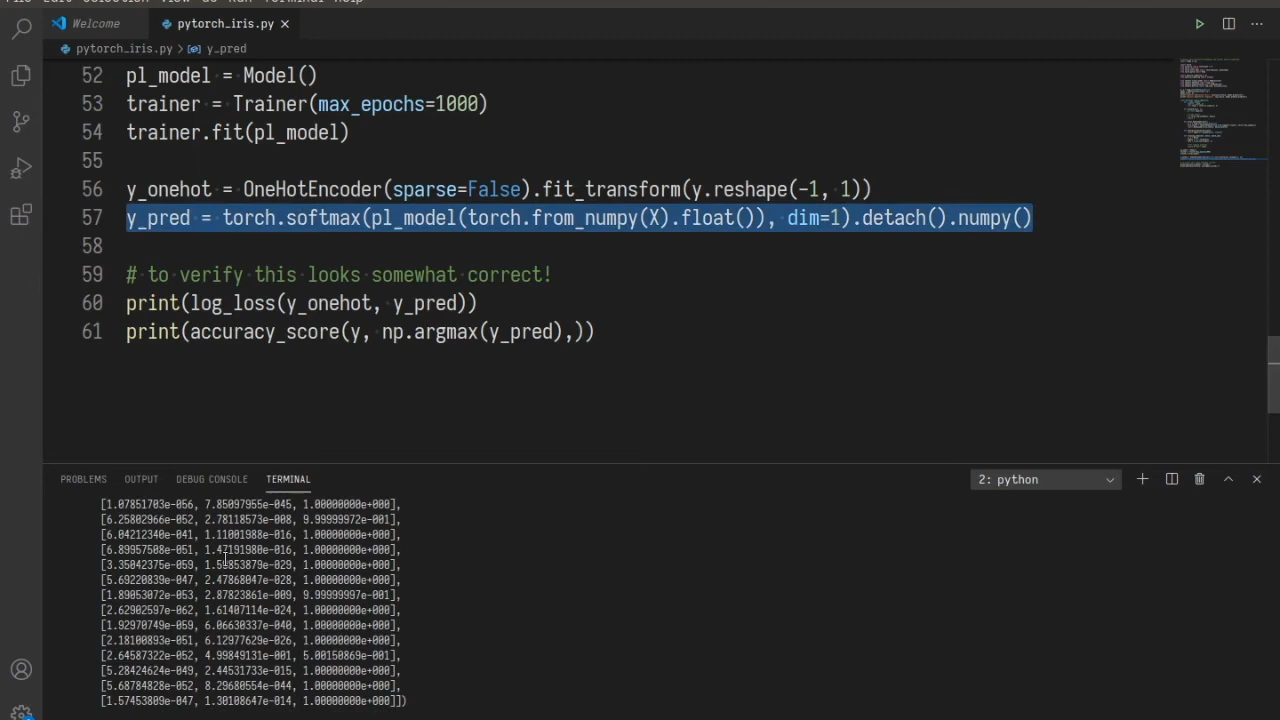 File Edit Selection View Go Run Terminal Help
Welcome pytorch_iris.py
pytorch_iris.py > y_pred
52 pl_model = Model()
53 trainer = Trainer(max_epochs=1000)
54 trainer.fit(pl_model)
55
56 y_onehot = OneHotEncoder(sparse=False).fit_transform(y.reshape(-1, 1))
57 y_pred = torch.softmax(pl_model(torch.from_numpy(X).float()), dim=1).detach().numpy()
58
59 # to verify this looks somewhat correct!
60 print(log_loss(y_onehot, y_pred))
61 print(accuracy_score(y, np.argmax(y_pred),))
PROBLEMS OUTPUT DEBUG CONSOLE TERMINAL 2: python
[1.07851703e-056, 7.85097955e-045, 1.00000000e+000],
[6.25802966e-052, 2.78118573e-008, 9.99999972e-001],
[6.04212340e-041, 1.11001988e-016, 1.00000000e+000],
[6.89957508e-051, 1.47191980e-016, 1.00000000e+000],
[3.35042375e-059, 1.59853879e-029, 1.00000000e+000],
[5.69220839e-047, 2.47868047e-028, 1.00000000e+000],
[1.89053072e-053, 2.87823861e-009, 9.99999997e-001],
[2.62902597e-062, 1.61407114e-024, 1.00000000e+000],
[1.92970749e-059, 6.06630337e-040, 1.00000000e+000],
[2.18100893e-051, 6.12977629e-026, 1.00000000e+000],
[2.64587322e-052, 4.99849131e-001, 5.00150869e-001],
[5.28424624e-049, 2.44531733e-015, 1.00000000e+000],
[5.68784828e-052, 8.29680554e-044, 1.00000000e+000],
[1.57453809e-047, 1.30108647e-014, 1.00000000e+000]])